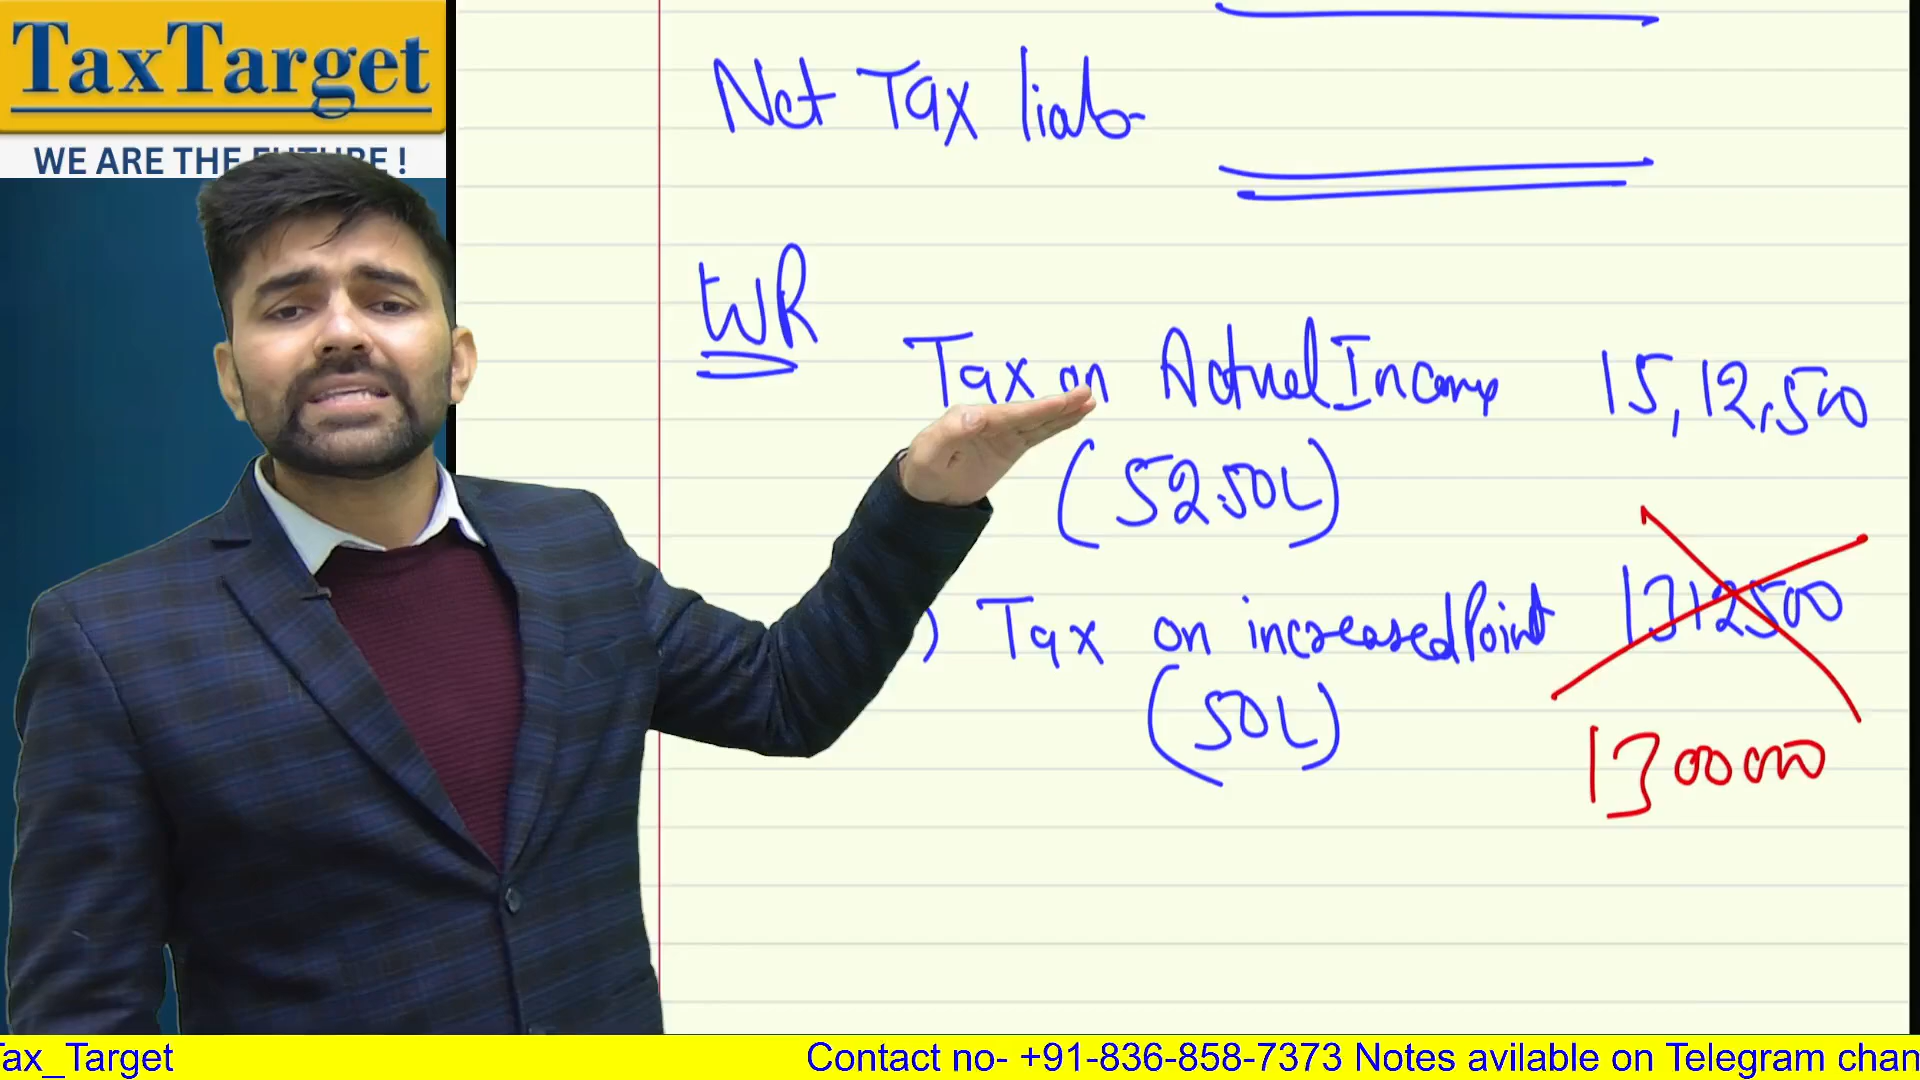 TaxTarget
WE ARE THE FUTURE !
Net Tax liab
WR
Tax on Actual Income 15,12,500
(52.50L)
) Tax on increased Point 1312500
(50L)
1300000
Tax_Target Contact no- +91-836-858-7373 Notes avilable on Telegram chan